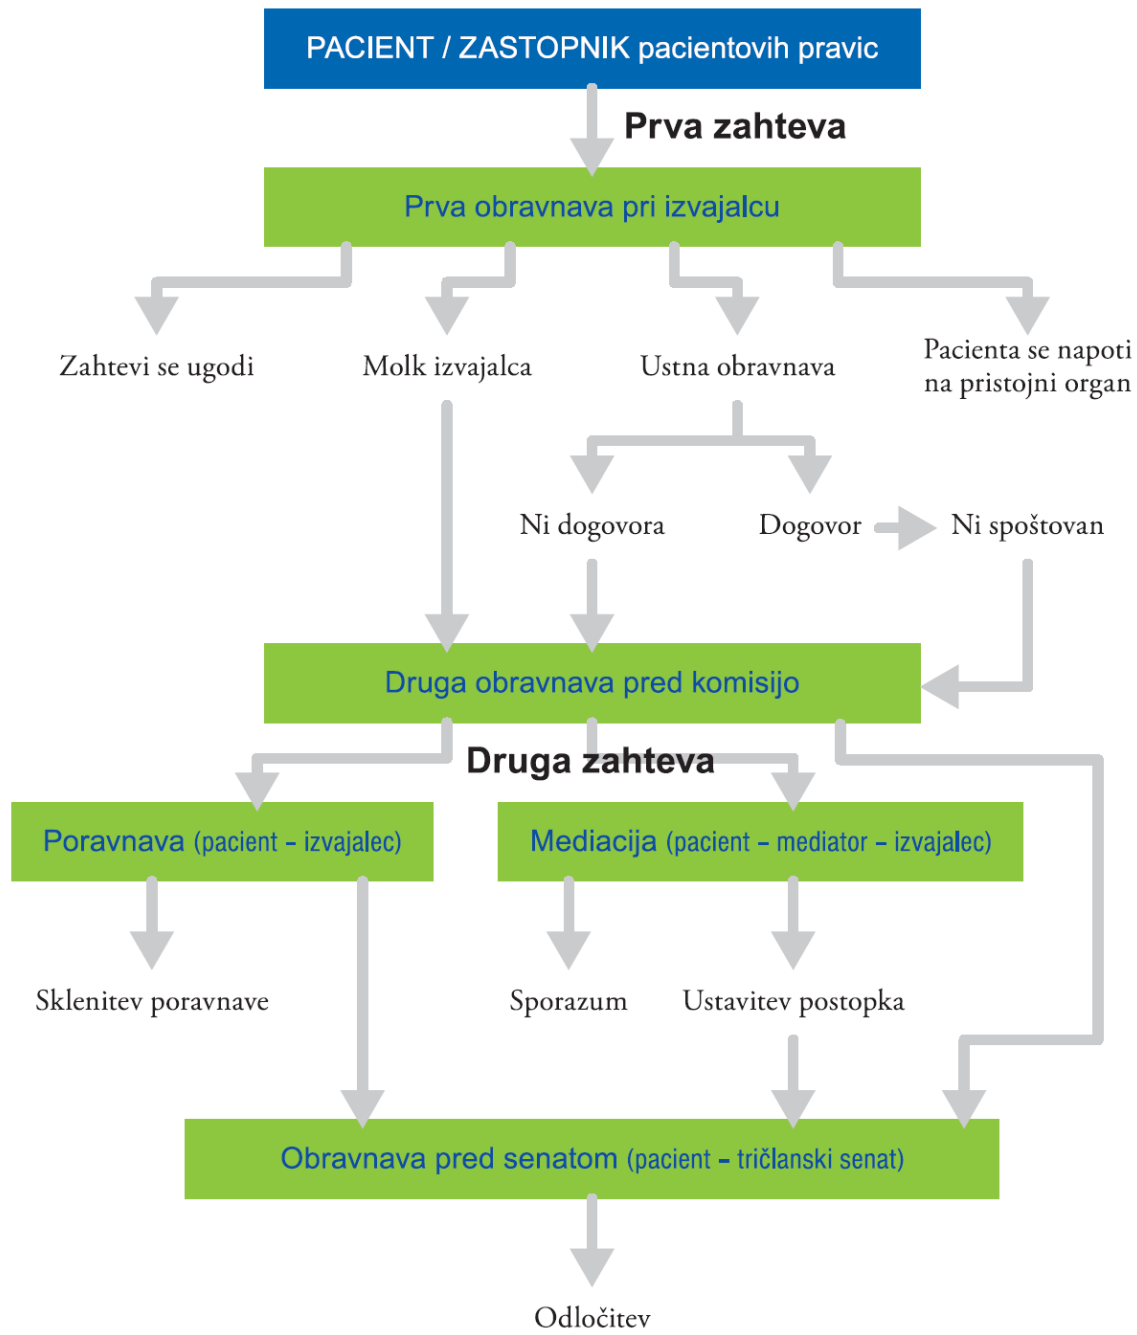 PACIENT / ZASTOPNIK pacientovih pravic
Prva zahteva
Prva obravnava pri izvajalcu
Zahtevi se ugodi
Molk izvajalca
Ustna obravnava
Pacienta se napoti
na pristojni organ
Ni dogovora
Dogovor
Ni spoštovan
Druga obravnava pred komisijo
Druga zahteva
Poravnava (pacient – izvajalec)
Mediacija (pacient – mediator – izvajalec)
Sklenitev poravnave
Sporazum
Ustavitev postopka
Obravnava pred senatom (pacient – tričlanski senat)
Odločitev